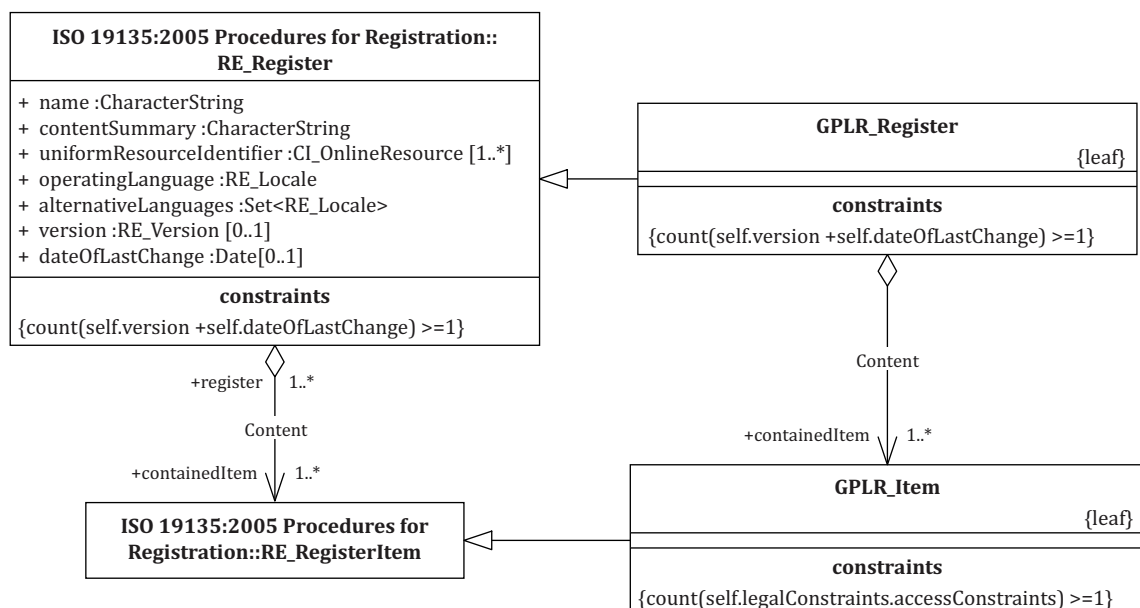 ISO 19135:2005 Procedures for Registration::
RE_Register
+ name :CharacterString
+ contentSummary :CharacterString
+ uniformResourceIdentifier :CI_OnlineResource [1..*]
+ operatingLanguage :RE_Locale
+ alternativeLanguages :Set<RE_Locale>
+ version :RE_Version [0..1]
+ dateOfLastChange :Date[0..1]
constraints
{count(self.version +self.dateOfLastChange) >=1}
GPLR_Register
{leaf}
constraints
{count(self.version +self.dateOfLastChange) >=1}
+register 1..*
Content
+containedItem 1..*
Content
+containedItem 1..*
ISO 19135:2005 Procedures for
Registration::RE_RegisterItem
GPLR_Item
{leaf}
constraints
{count(self.legalConstraints.accessConstraints) >=1}